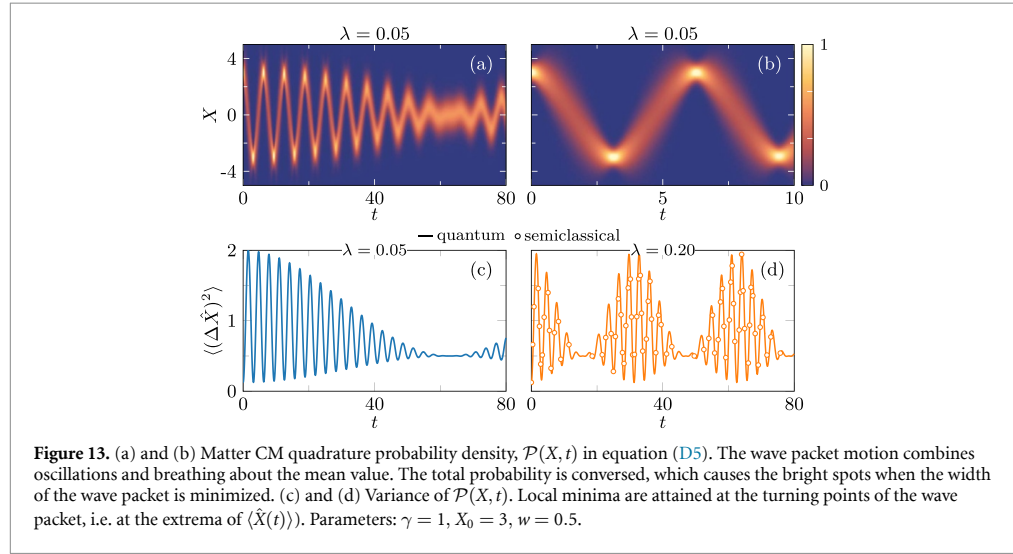 λ = 0.05
λ = 0.05
(a)
(b)
X
4
0
-4
0
40
80
t
0
5
10
t
1
0
— quantum ∘ semiclassical
λ = 0.05
λ = 0.20
(c)
(d)
⟨(ΔX̂)²⟩
2
1
0
0
40
80
t
0
40
80
t
Figure 13. (a) and (b) Matter CM quadrature probability density, 𝒫(X, t) in equation (D5). The wave packet motion combines
oscillations and breathing about the mean value. The total probability is conversed, which causes the bright spots when the width
of the wave packet is minimized. (c) and (d) Variance of 𝒫(X, t). Local minima are attained at the turning points of the wave
packet, i.e. at the extrema of ⟨X̂(t)⟩). Parameters: γ = 1, X₀ = 3, w = 0.5.